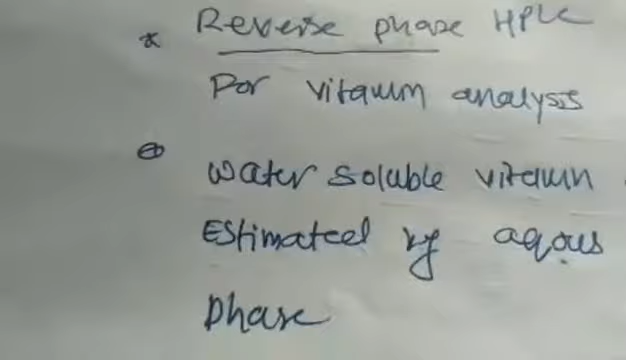 * Reverse phase HPLC
For vitamin analysis
⊕ Water soluble vitamin
Estimated by aqous
phase